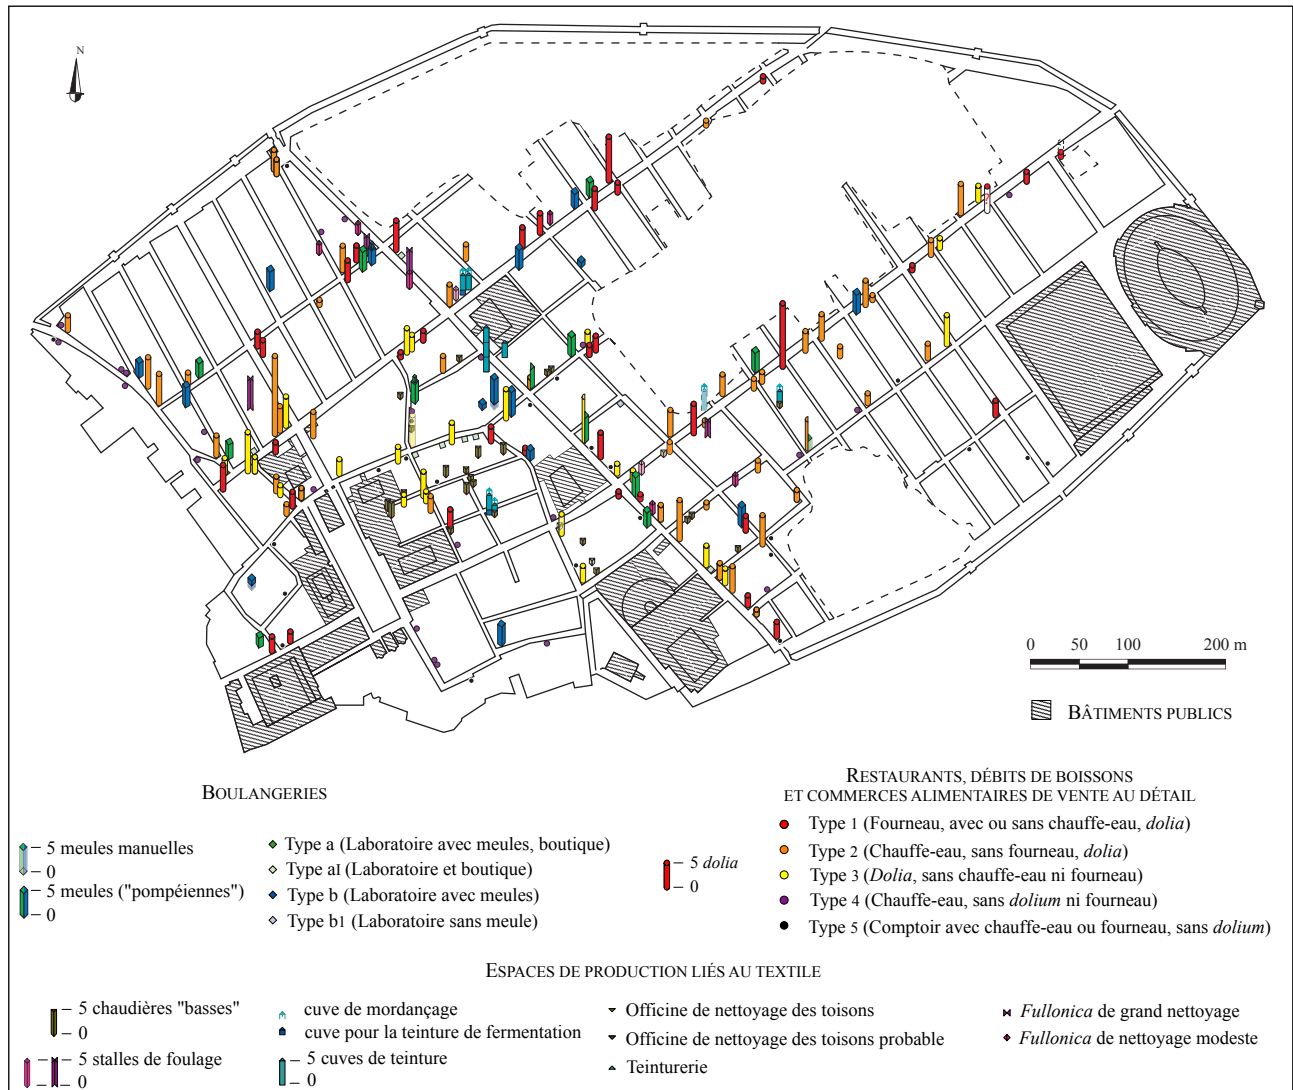 N
?
0 50 100 200 m
BÂTIMENTS PUBLICS
BOULANGERIES
5 meules manuelles
0
5 meules ("pompéiennes")
0
Type a (Laboratoire avec meules, boutique)
Type aI (Laboratoire et boutique)
Type b (Laboratoire avec meules)
Type b1 (Laboratoire sans meule)
RESTAURANTS, DÉBITS DE BOISSONS
ET COMMERCES ALIMENTAIRES DE VENTE AU DÉTAIL
5 dolia
0
Type 1 (Fourneau, avec ou sans chauffe-eau, dolia)
Type 2 (Chauffe-eau, sans fourneau, dolia)
Type 3 (Dolia, sans chauffe-eau ni fourneau)
Type 4 (Chauffe-eau, sans dolium ni fourneau)
Type 5 (Comptoir avec chauffe-eau ou fourneau, sans dolium)
ESPACES DE PRODUCTION LIÉS AU TEXTILE
5 chaudières "basses"
0
5 stalles de foulage
0
cuve de mordançage
cuve pour la teinture de fermentation
5 cuves de teinture
0
Officine de nettoyage des toisons
Officine de nettoyage des toisons probable
Teinturerie
Fullonica de grand nettoyage
Fullonica de nettoyage modeste